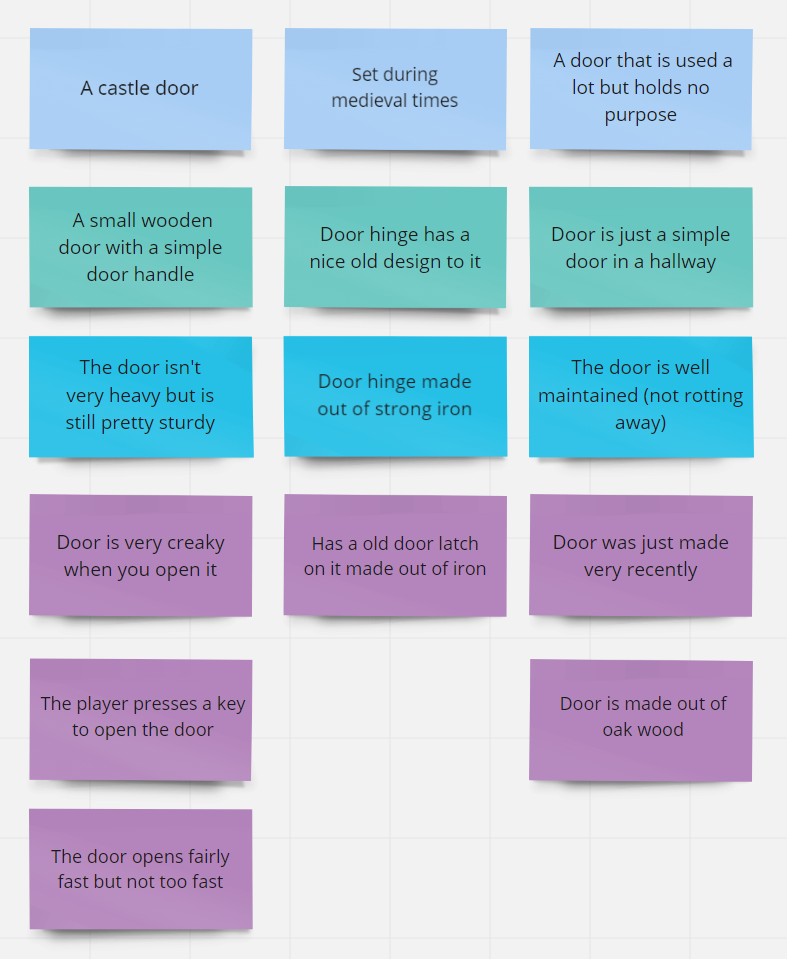 A castle door
Set during
medieval times
A door that is used a
lot but holds no
purpose
A small wooden
door with a simple
door handle
Door hinge has a
nice old design to it
Door is just a simple
door in a hallway
The door isn't
very heavy but is
still pretty sturdy
Door hinge made
out of strong iron
The door is well
maintained (not rotting
away)
Door is very creaky
when you open it
Has a old door latch
on it made out of iron
Door was just made
very recently
The player presses a key
to open the door
Door is made out of
oak wood
The door opens fairly
fast but not too fast